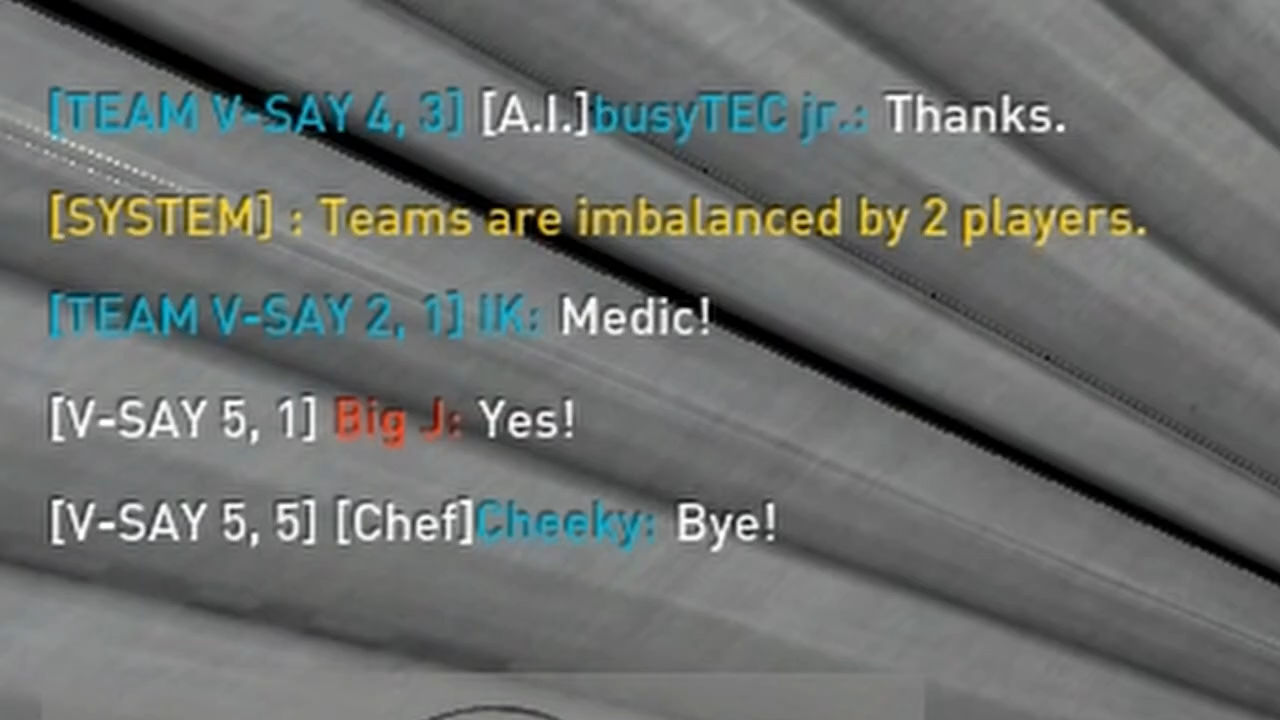 [TEAM V-SAY 4, 3] [A.I.]busyTEC jr.: Thanks.
[SYSTEM] : Teams are imbalanced by 2 players.
[TEAM V-SAY 2, 1] IK: Medic!
[V-SAY 5, 1] Big J: Yes!
[V-SAY 5, 5] [Chef]Cheeky: Bye!